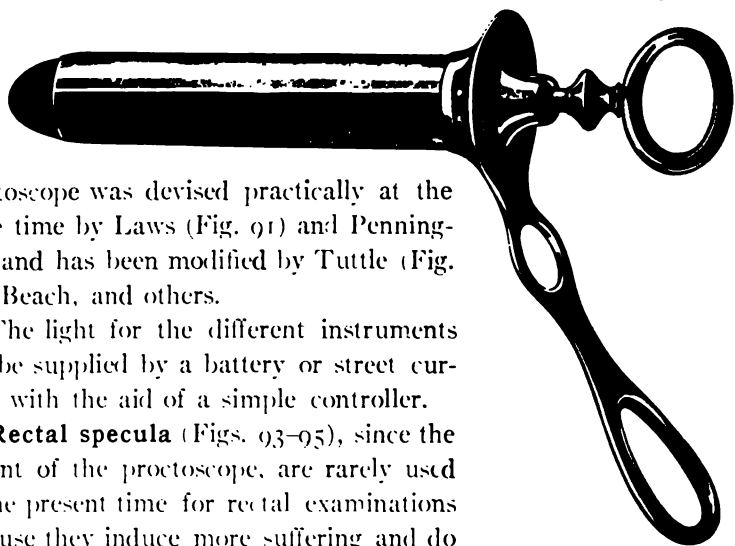 toscope was devised practically at the
time by Laws (Fig. 91) and Penning-
and has been modified by Tuttle (Fig.
Beach, and others.
The light for the different instruments
be supplied by a battery or street cur-
with the aid of a simple controller.
Rectal specula (Figs. 93–95), since the
nt of the proctoscope, are rarely used
he present time for rectal examinations
use they induce more suffering and do